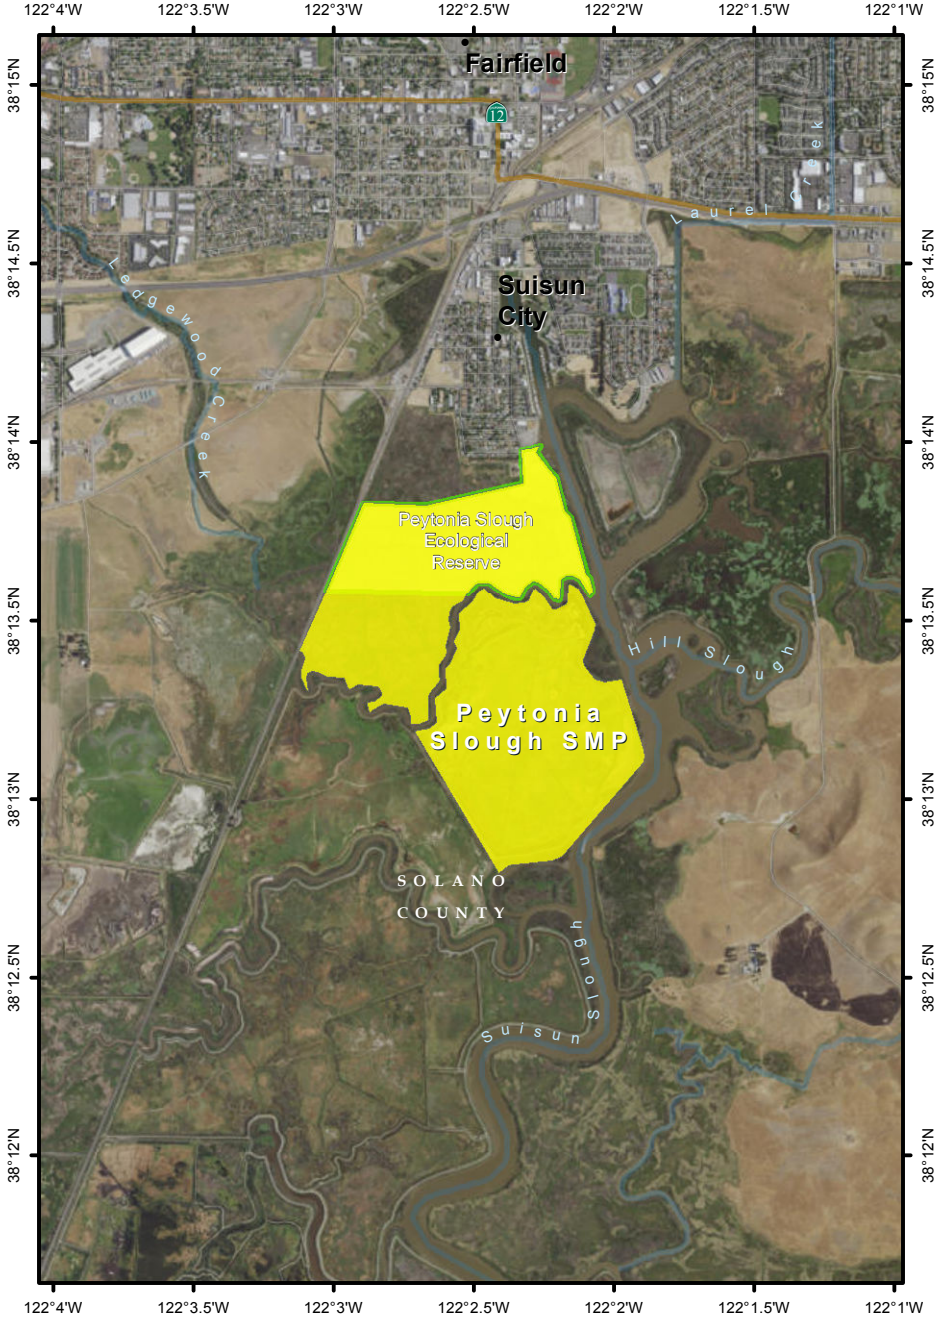 122°4'W 122°3.5'W 122°3'W 122°2.5'W 122°2'W 122°1.5'W 122°1'W
38°15'N 38°15'N
Fairfield
12
Laurel Creek
38°14.5'N 38°14.5'N
Ledgewood Creek
Suisun
City
38°14'N 38°14'N
Peytonia Slough
Ecological
Reserve
38°13.5'N 38°13.5'N
Hill Slough
Peytonia
Slough SMP
38°13'N 38°13'N
SOLANO
COUNTY
38°12.5'N 38°12.5'N
Suisun Slough
38°12'N 38°12'N
122°4'W 122°3.5'W 122°3'W 122°2.5'W 122°2'W 122°1.5'W 122°1'W